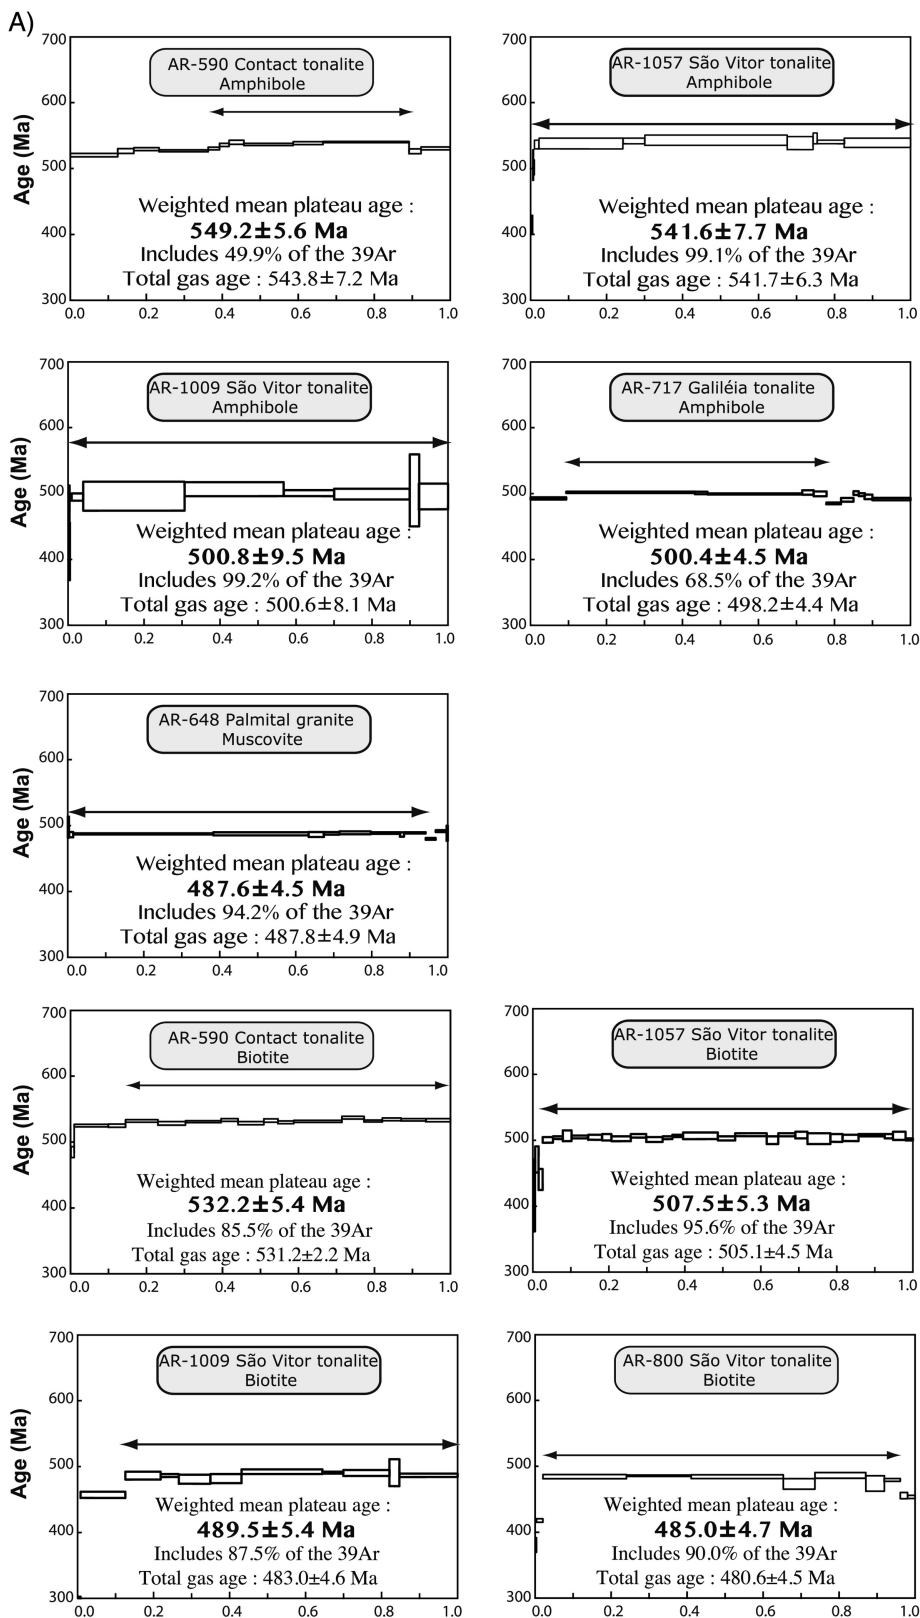 A)
AR-590 Contact tonalite
Amphibole
Age (Ma)
700
600
500
400
300
Weighted mean plateau age :
549.2±5.6 Ma
Includes 49.9% of the 39Ar
Total gas age : 543.8±7.2 Ma
0.0 0.2 0.4 0.6 0.8 1.0
AR-1057 São Vitor tonalite
Amphibole
700
600
500
400
300
Weighted mean plateau age :
541.6±7.7 Ma
Includes 99.1% of the 39Ar
Total gas age : 541.7±6.3 Ma
0.0 0.2 0.4 0.6 0.8 1.0
AR-1009 São Vitor tonalite
Amphibole
Age (Ma)
700
600
500
400
300
Weighted mean plateau age :
500.8±9.5 Ma
Includes 99.2% of the 39Ar
Total gas age : 500.6±8.1 Ma
0.0 0.2 0.4 0.6 0.8 1.0
AR-717 Galiléia tonalite
Amphibole
700
600
500
400
300
Weighted mean plateau age :
500.4±4.5 Ma
Includes 68.5% of the 39Ar
Total gas age : 498.2±4.4 Ma
0.0 0.2 0.4 0.6 0.8 1.0
AR-648 Palmital granite
Muscovite
Age (Ma)
700
600
500
400
300
Weighted mean plateau age :
487.6±4.5 Ma
Includes 94.2% of the 39Ar
Total gas age : 487.8±4.9 Ma
0.0 0.2 0.4 0.6 0.8 1.0
AR-590 Contact tonalite
Biotite
Age (Ma)
700
600
500
400
300
Weighted mean plateau age :
532.2±5.4 Ma
Includes 85.5% of the 39Ar
Total gas age : 531.2±2.2 Ma
0.0 0.2 0.4 0.6 0.8 1.0
AR-1057 São Vitor tonalite
Biotite
700
600
500
400
300
Weighted mean plateau age :
507.5±5.3 Ma
Includes 95.6% of the 39Ar
Total gas age : 505.1±4.5 Ma
0.0 0.2 0.4 0.6 0.8 1.0
AR-1009 São Vitor tonalite
Biotite
Age (Ma)
700
600
500
400
300
Weighted mean plateau age :
489.5±5.4 Ma
Includes 87.5% of the 39Ar
Total gas age : 483.0±4.6 Ma
0.0 0.2 0.4 0.6 0.8 1.0
AR-800 São Vitor tonalite
Biotite
700
600
500
400
300
Weighted mean plateau age :
485.0±4.7 Ma
Includes 90.0% of the 39Ar
Total gas age : 480.6±4.5 Ma
0.0 0.2 0.4 0.6 0.8 1.0